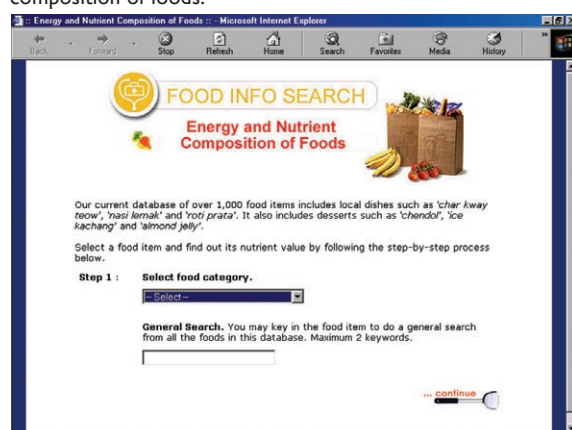 composition of foods.
:: Energy and Nutrient Composition of Foods :: - Microsoft Internet Explorer
Back Forward Stop Refresh Home Search Favorites Media History »
FOOD INFO SEARCH
Energy and Nutrient
Composition of Foods
Our current database of over 1,000 food items includes local dishes such as 'char kway
teow', 'nasi lemak' and 'roti prata'. It also includes desserts such as 'chendol', 'ice
kachang' and 'almond jelly'.
Select a food item and find out its nutrient value by following the step-by-step process
below.
Step 1 : Select food category.
--Select--
General Search. You may key in the food item to do a general search
from all the foods in this database. Maximum 2 keywords.
... continue